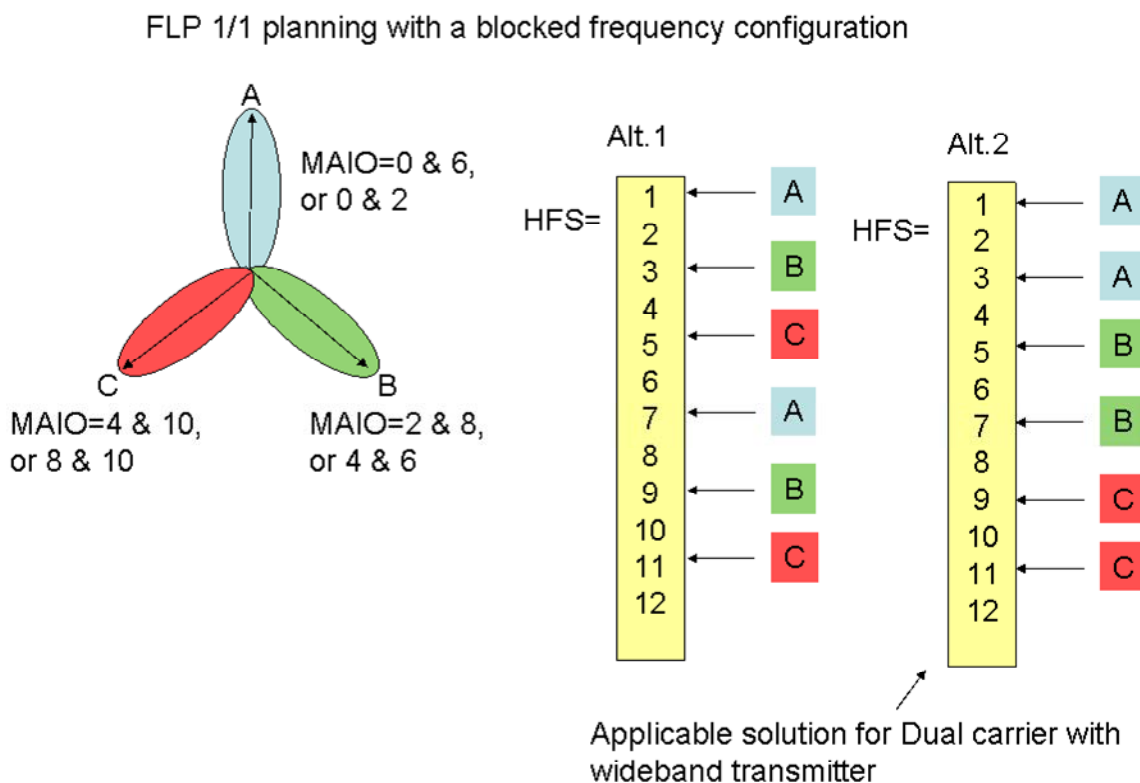 FLP 1/1 planning with a blocked frequency configuration
A
MAIO=0 & 6,
or 0 & 2
C
MAIO=4 & 10,
or 8 & 10
B
MAIO=2 & 8,
or 4 & 6
Alt.1
HFS=
1
2
3
4
5
6
7
8
9
10
11
12
A
B
C
A
B
C
Alt.2
HFS=
1
2
3
4
5
6
7
8
9
10
11
12
A
A
B
B
C
C
Applicable solution for Dual carrier with
wideband transmitter